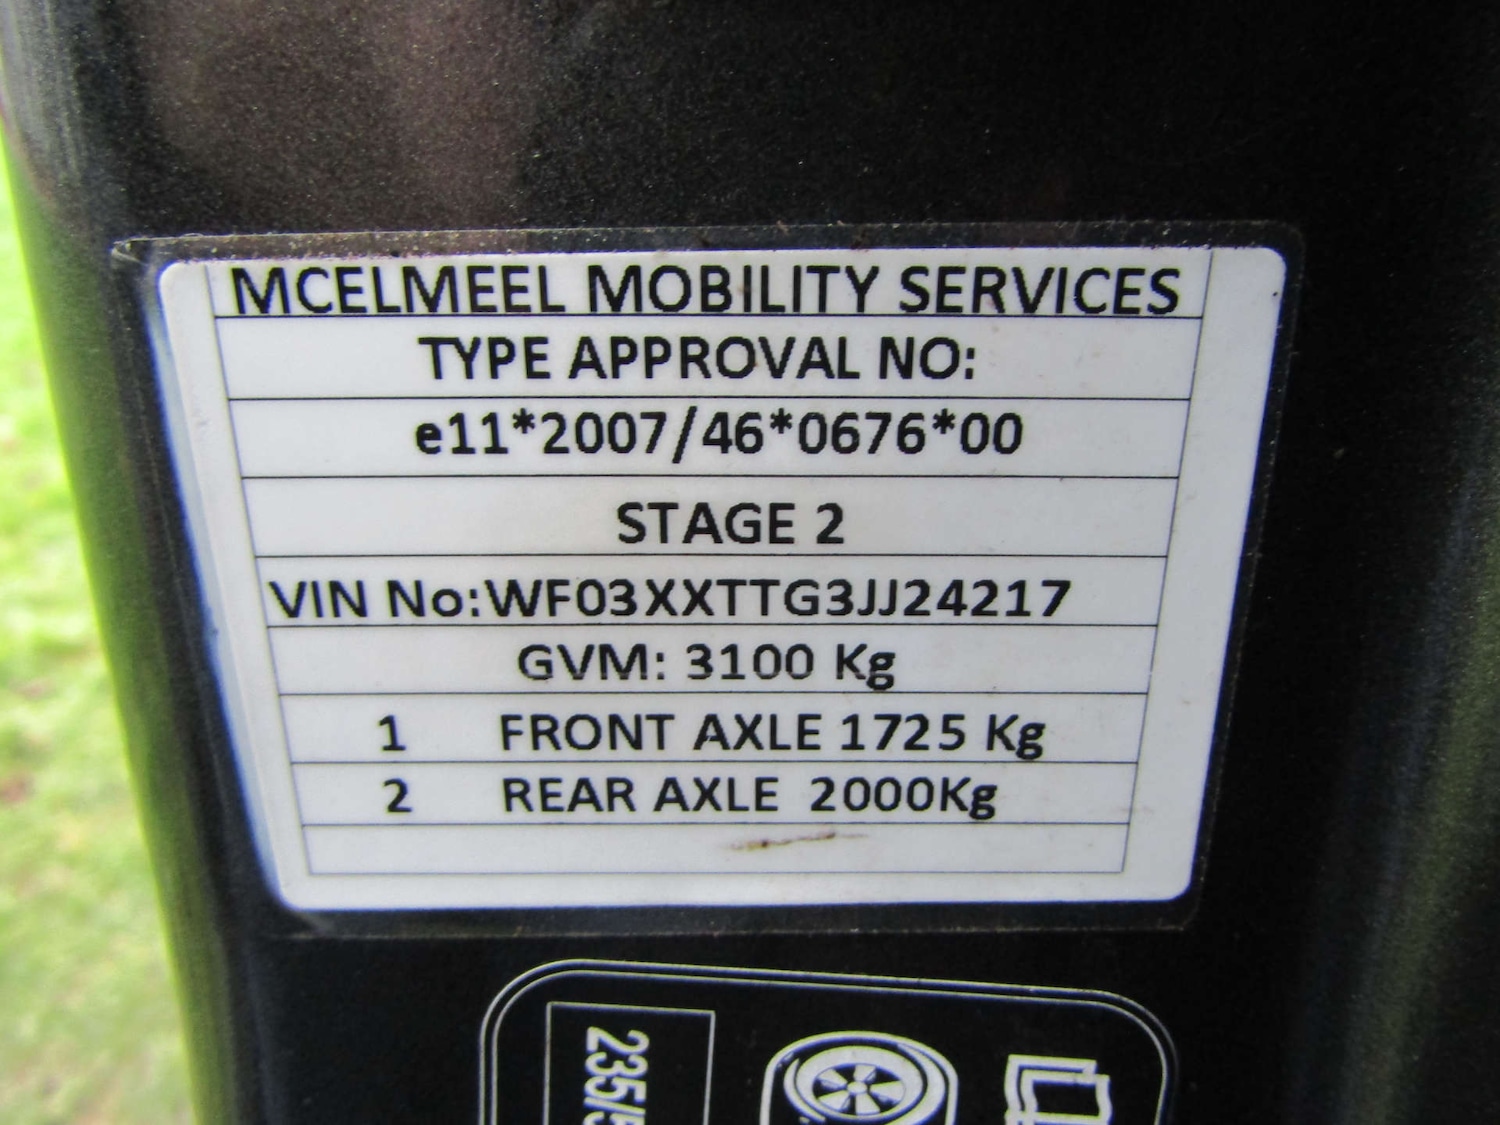 MCELMEEL MOBILITY SERVICES
TYPE APPROVAL NO:
e11*2007/46*0676*00
STAGE 2
VIN No:WF03XXTTG3JJ24217
GVM: 3100 Kg
1 FRONT AXLE 1725 Kg
2 REAR AXLE 2000Kg
235/